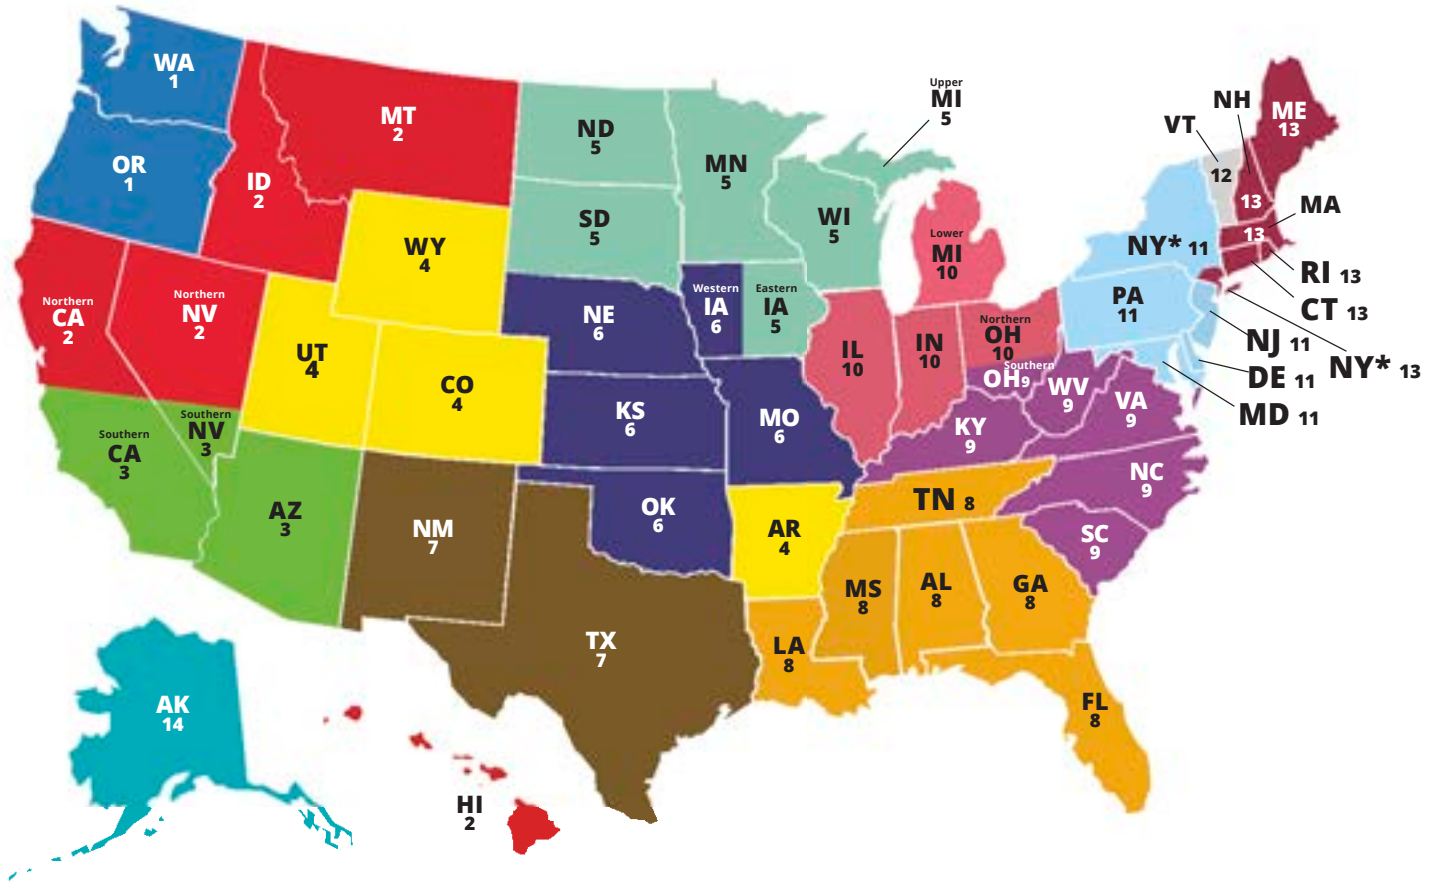 WA
1
OR
1
MT
2
ID
2
Northern
CA
2
Northern
NV
2
WY
4
UT
4
CO
4
Southern
CA
3
Southern
NV
3
AZ
3
NM
7
TX
7
ND
5
SD
5
MN
5
WI
5
Upper
MI
5
NE
6
Western
IA
6
Eastern
IA
5
KS
6
MO
6
OK
6
AR
4
LA
8
MS
8
AL
8
GA
8
FL
8
TN 8
Lower
MI
10
IL
10
IN
10
Northern
OH
10
Southern
OH9
WV
9
VA
9
KY
9
NC
9
SC
9
NY* 11
PA
11
VT
12
NH
13
ME
13
MA
13
RI 13
CT 13
NY* 13
NJ 11
DE 11
MD 11
AK
14
HI
2